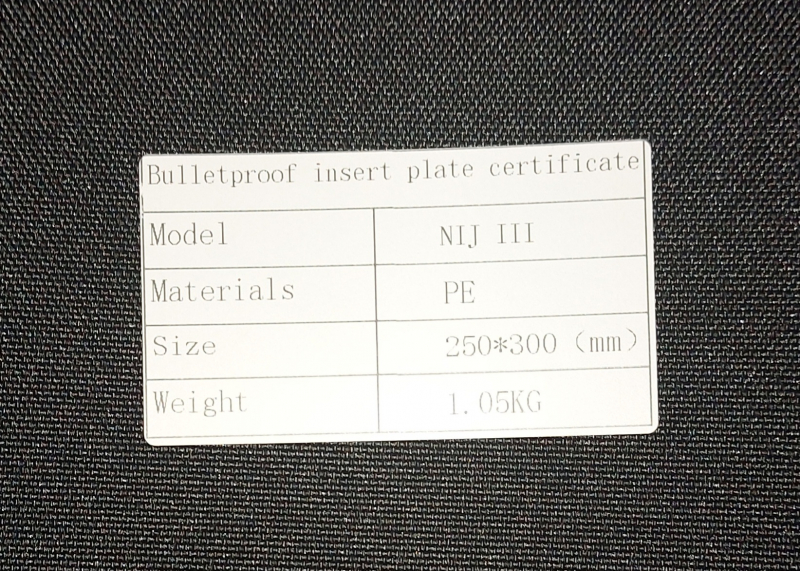 Bulletproof insert plate certificate
Model NIJ III
Materials PE
Size 250*300（mm）
Weight 1.05KG